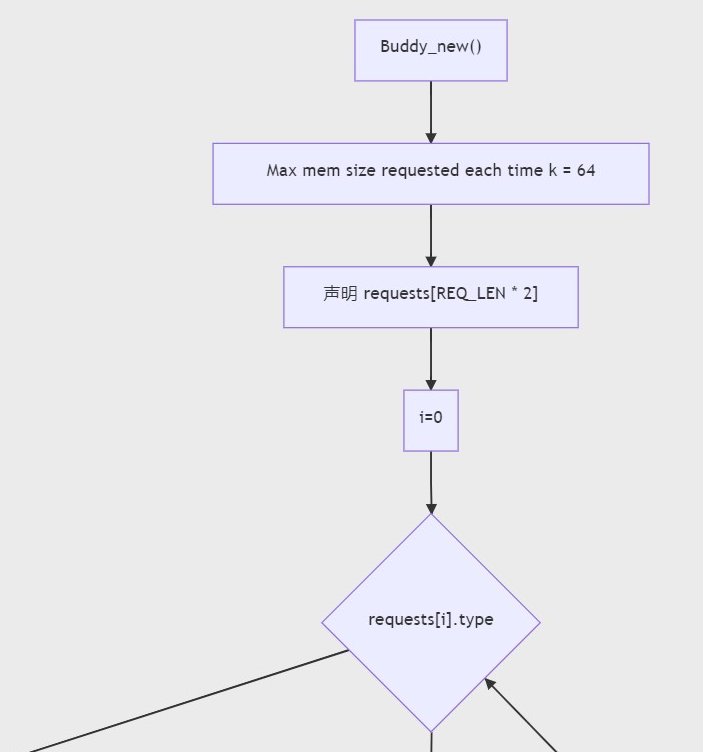 Buddy_new()
Max mem size requested each time k = 64
声明 requests[REQ_LEN * 2]
i=0
requests[i].type